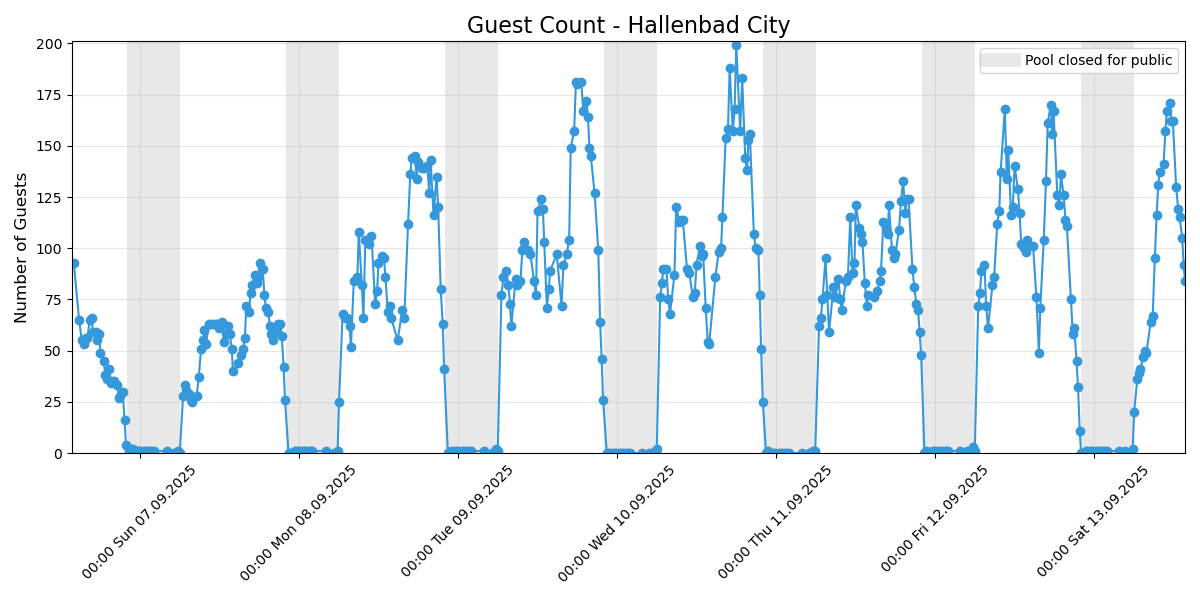 Guest Count - Hallenbad City
Number of Guests
200
175
150
125
100
75
50
25
0
Pool closed for public
00:00 Sun 07.09.2025
00:00 Mon 08.09.2025
00:00 Tue 09.09.2025
00:00 Wed 10.09.2025
00:00 Thu 11.09.2025
00:00 Fri 12.09.2025
00:00 Sat 13.09.2025